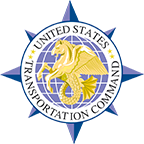 UNITED STATES
TRANSPORTATION COMMAND